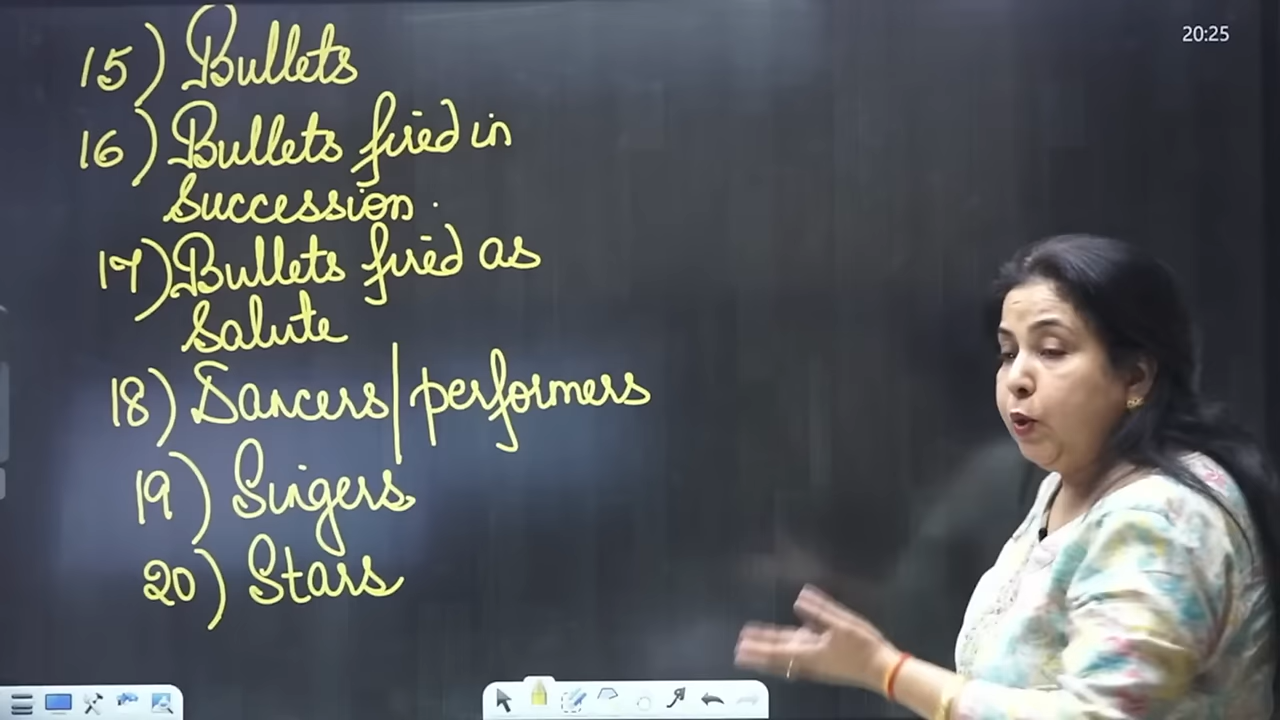 20:25
15) Bullets
16) Bullets fired in
succession.
17) Bullets fired as
Salute
18) Dancers/performers
19) Singers
20) Stars